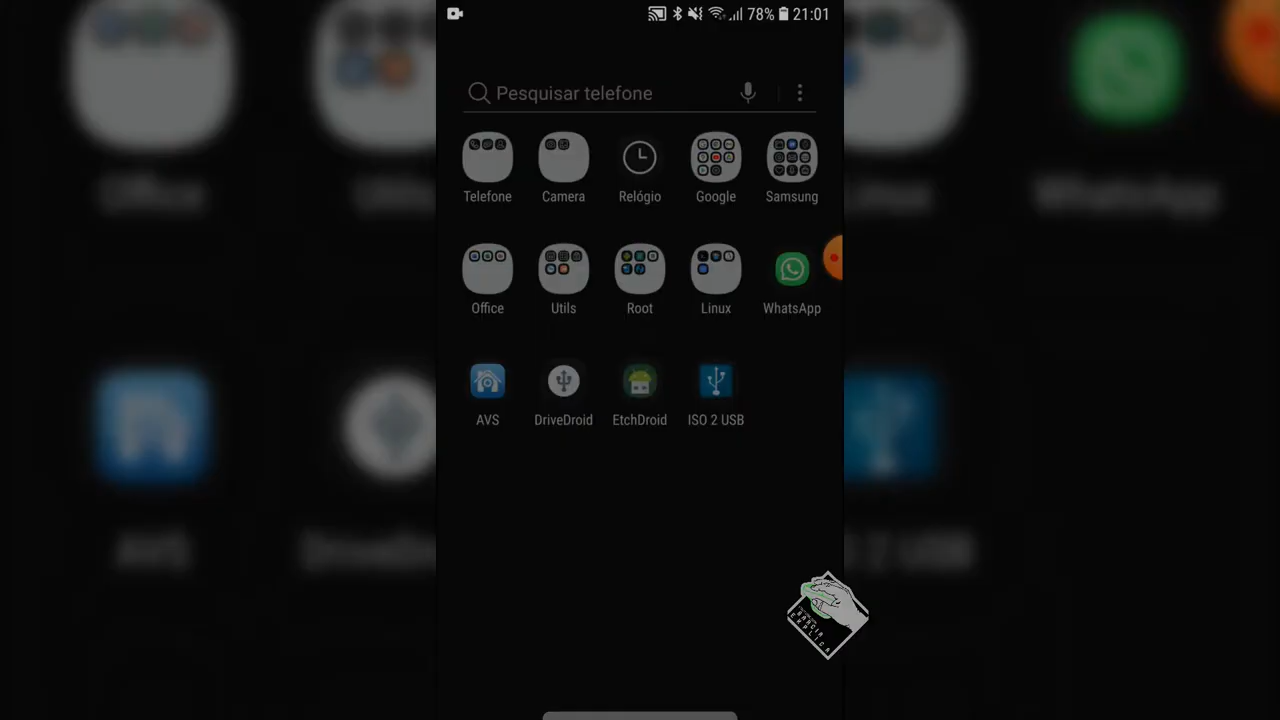 78% 21:01
Pesquisar telefone
Telefone Camera Relógio Google Samsung
Office Utils Root Linux WhatsApp
AVS DriveDroid EtchDroid ISO 2 USB
EXPLICA